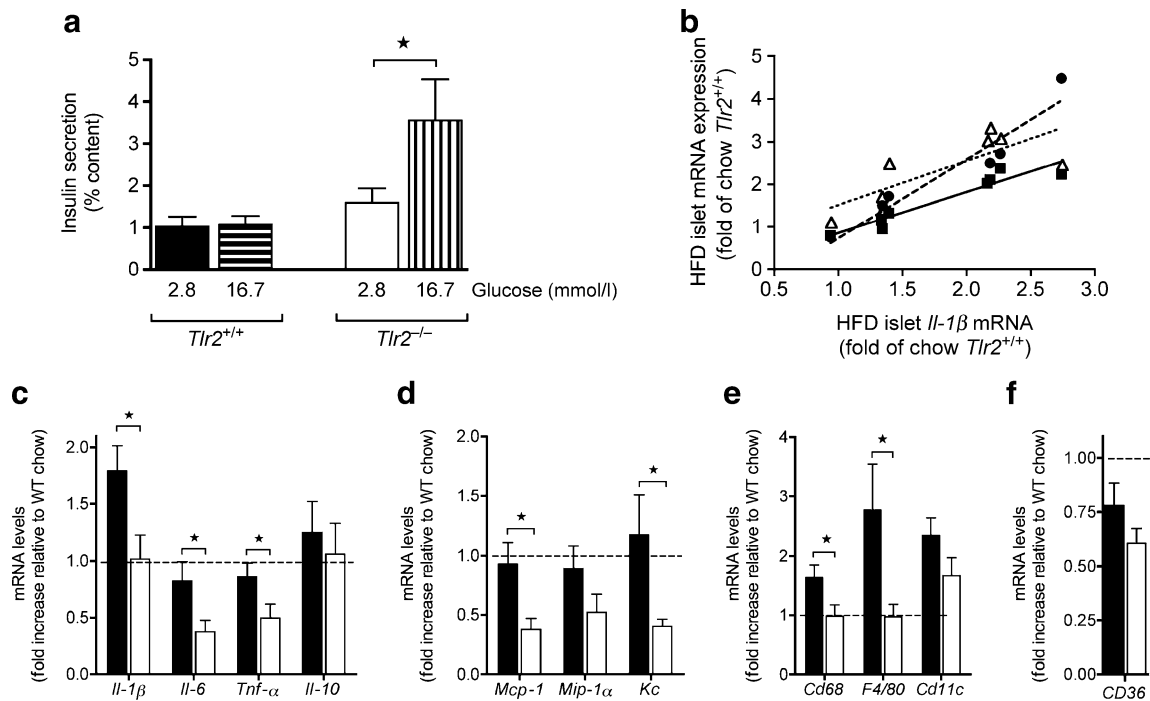 a
Insulin secretion
(% content)
5
4
3
2
1
0
★
2.8 16.7 2.8 16.7 Glucose (mmol/l)
Tlr2+/+ Tlr2–/–
b
HFD islet mRNA expression
(fold of chow Tlr2+/+)
5
4
3
2
1
0
0.5 1.0 1.5 2.0 2.5 3.0
HFD islet Il-1β mRNA
(fold of chow Tlr2+/+)
c
mRNA levels
(fold increase relative to WT chow)
2.0
1.5
1.0
0.5
0.0
★ ★ ★
Il-1β Il-6 Tnf-α Il-10
d
mRNA levels
(fold increase relative to WT chow)
2.0
1.5
1.0
0.5
0.0
★ ★
Mcp-1 Mip-1α Kc
e
mRNA levels
(fold increase relative to WT chow)
4
3
2
1
0
★ ★
Cd68 F4/80 Cd11c
f
mRNA levels
(fold increase relative to WT chow)
1.00
0.75
0.50
0.25
0.00
CD36